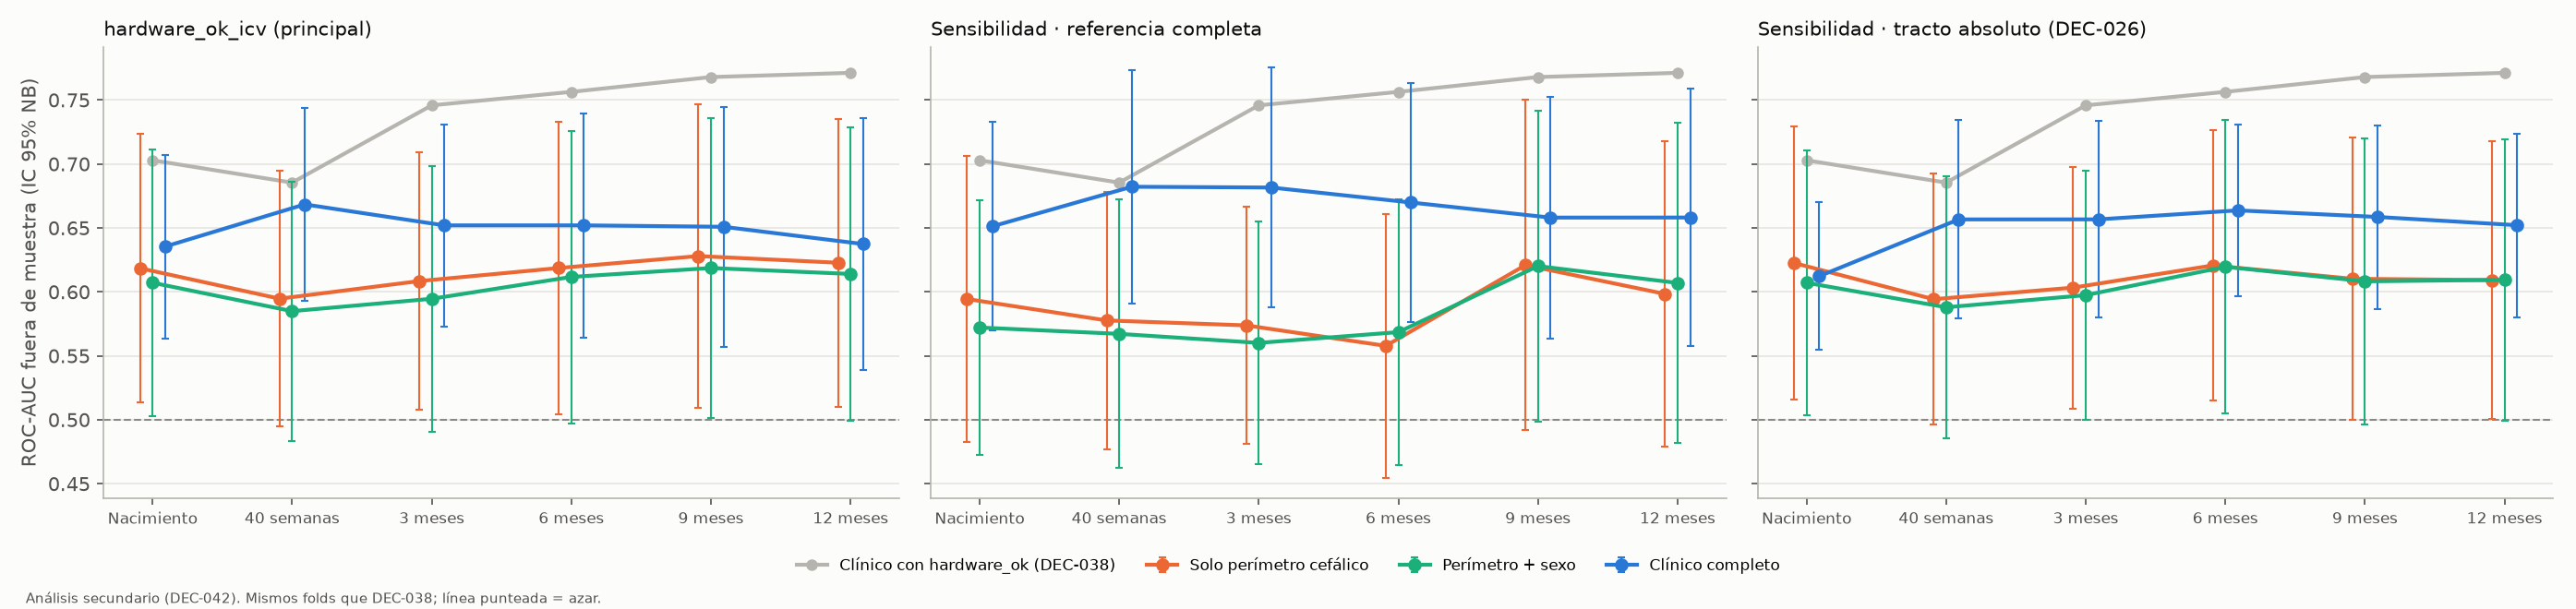 hardware_ok_icv (principal)
Sensibilidad · referencia completa
Sensibilidad · tracto absoluto (DEC-026)
ROC-AUC fuera de muestra (IC 95% NB)
0.75
0.70
0.65
0.60
0.55
0.50
0.45
Nacimiento 40 semanas 3 meses 6 meses 9 meses 12 meses
Nacimiento 40 semanas 3 meses 6 meses 9 meses 12 meses
Nacimiento 40 semanas 3 meses 6 meses 9 meses 12 meses
Clínico con hardware_ok (DEC-038) Solo perímetro cefálico Perímetro + sexo Clínico completo
Análisis secundario (DEC-042). Mismos folds que DEC-038; línea punteada = azar.